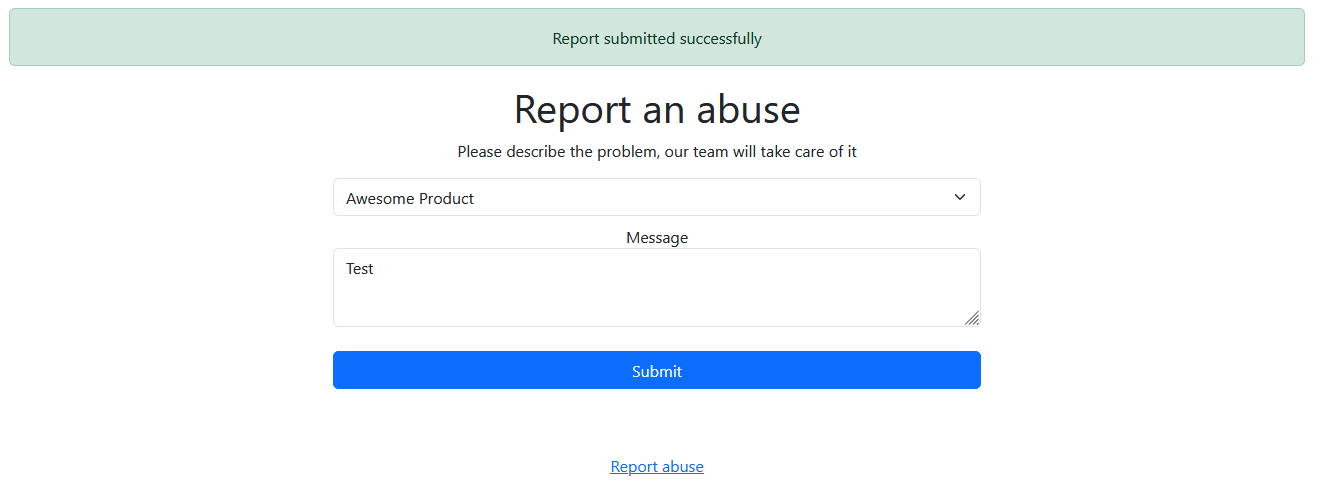 Report submitted successfully
Report an abuse
Please describe the problem, our team will take care of it
Awesome Product
Message
Test
Submit
Report abuse